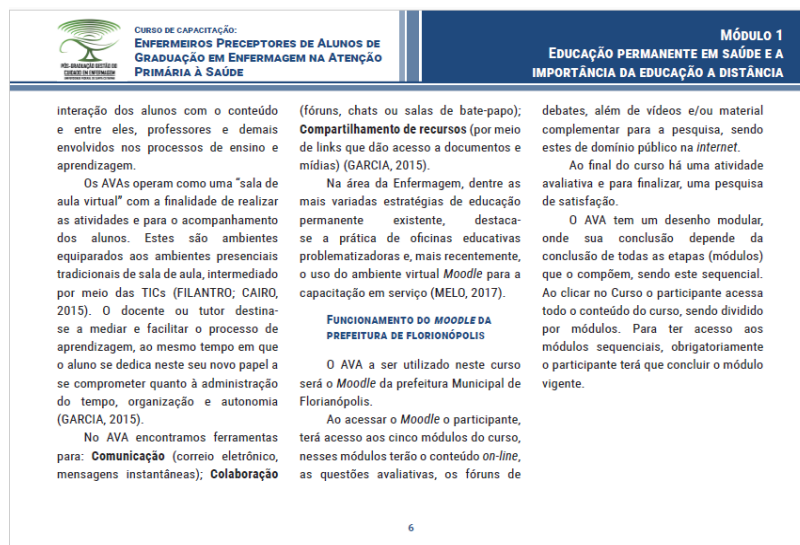 PÓS-GRADUAÇÃO GESTÃO DO
CUIDADO EM ENFERMAGEM
CURSO DE CAPACITAÇÃO:
ENFERMEIROS PRECEPTORES DE ALUNOS DE
GRADUAÇÃO EM ENFERMAGEM NA ATENÇÃO
PRIMÁRIA À SAÚDE
MÓDULO 1
EDUCAÇÃO PERMANENTE EM SAÚDE E A
IMPORTÂNCIA DA EDUCAÇÃO A DISTÂNCIA
interação dos alunos com o conteúdo
e entre eles, professores e demais
envolvidos nos processos de ensino e
aprendizagem.
Os AVAs operam como uma “sala de
aula virtual” com a finalidade de realizar
as atividades e para o acompanhamento
dos alunos. Estes são ambientes
equiparados aos ambientes presenciais
tradicionais de sala de aula, intermediado
por meio das TICs (FILANTRO; CAIRO,
2015). O docente ou tutor destina-
se a mediar e facilitar o processo de
aprendizagem, ao mesmo tempo em que
o aluno se dedica neste seu novo papel a
se comprometer quanto à administração
do tempo, organização e autonomia
(GARCIA, 2015).
No AVA encontramos ferramentas
para: Comunicação (correio eletrônico,
mensagens instantâneas); Colaboração
(fóruns, chats ou salas de bate-papo);
Compartilhamento de recursos (por meio
de links que dão acesso a documentos e
mídias) (GARCIA, 2015).
Na área da Enfermagem, dentre as
mais variadas estratégias de educação
permanente existente, destaca-
se a prática de oficinas educativas
problematizadoras e, mais recentemente,
o uso do ambiente virtual Moodle para a
capacitação em serviço (MELO, 2017).
FUNCIONAMENTO DO MOODLE DA
PREFEITURA DE FLORIONÓPOLIS
O AVA a ser utilizado neste curso
será o Moodle da prefeitura Municipal de
Florianópolis.
Ao acessar o Moodle o participante,
terá acesso aos cinco módulos do curso,
nesses módulos terão o conteúdo on-line,
as questões avaliativas, os fóruns de
debates, além de vídeos e/ou material
complementar para a pesquisa, sendo
estes de domínio público na internet.
Ao final do curso há uma atividade
avaliativa e para finalizar, uma pesquisa
de satisfação.
O AVA tem um desenho modular,
onde sua conclusão depende da
conclusão de todas as etapas (módulos)
que o compõem, sendo este sequencial.
Ao clicar no Curso o participante acessa
todo o conteúdo do curso, sendo dividido
por módulos. Para ter acesso aos
módulos sequenciais, obrigatoriamente
o participante terá que concluir o módulo
vigente.
6